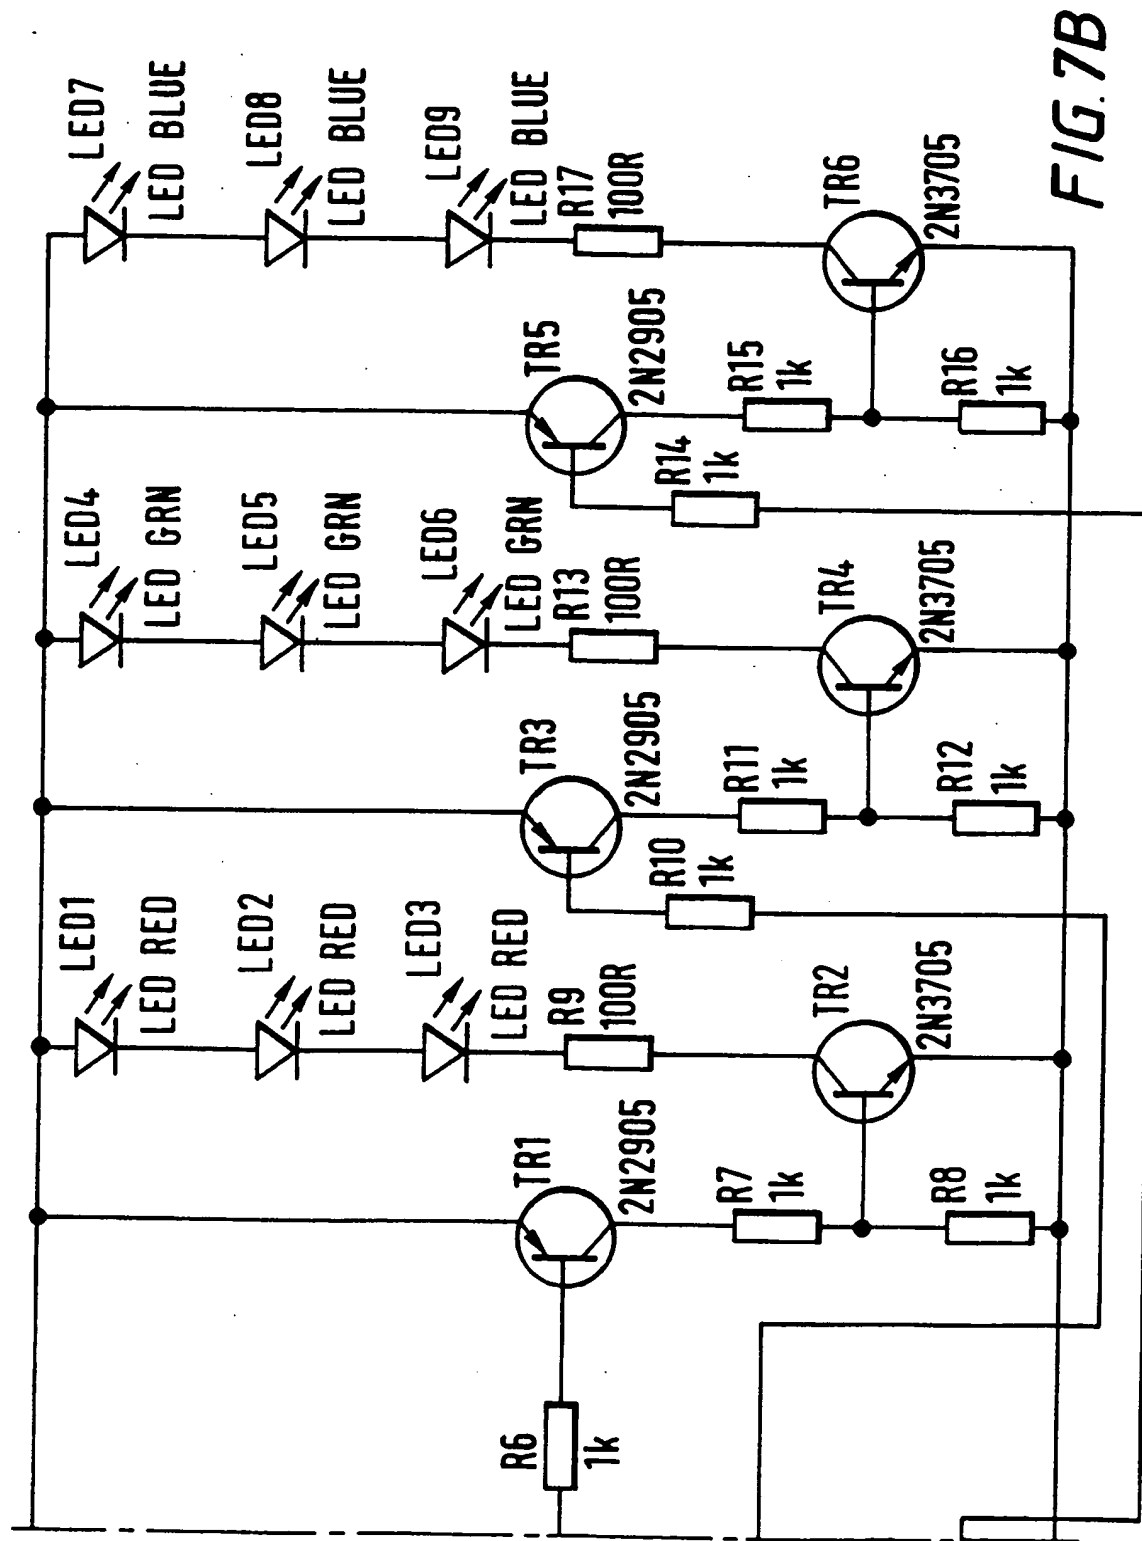 LED7
LED BLUE
LED8
LED BLUE
LED9
LED BLUE
R17
100R
TR6
2N3705
TR5
2N2905
R15
1k
R16
1k
R14
1k
LED4
LED GRN
LED5
LED GRN
LED6
LED GRN
R13
100R
TR4
2N3705
TR3
2N2905
R11
1k
R12
1k
R10
1k
LED1
LED RED
LED2
LED RED
LED3
LED RED
R9
100R
TR2
2N3705
TR1
2N2905
R7
1k
R8
1k
R6
1k
FIG. 7B